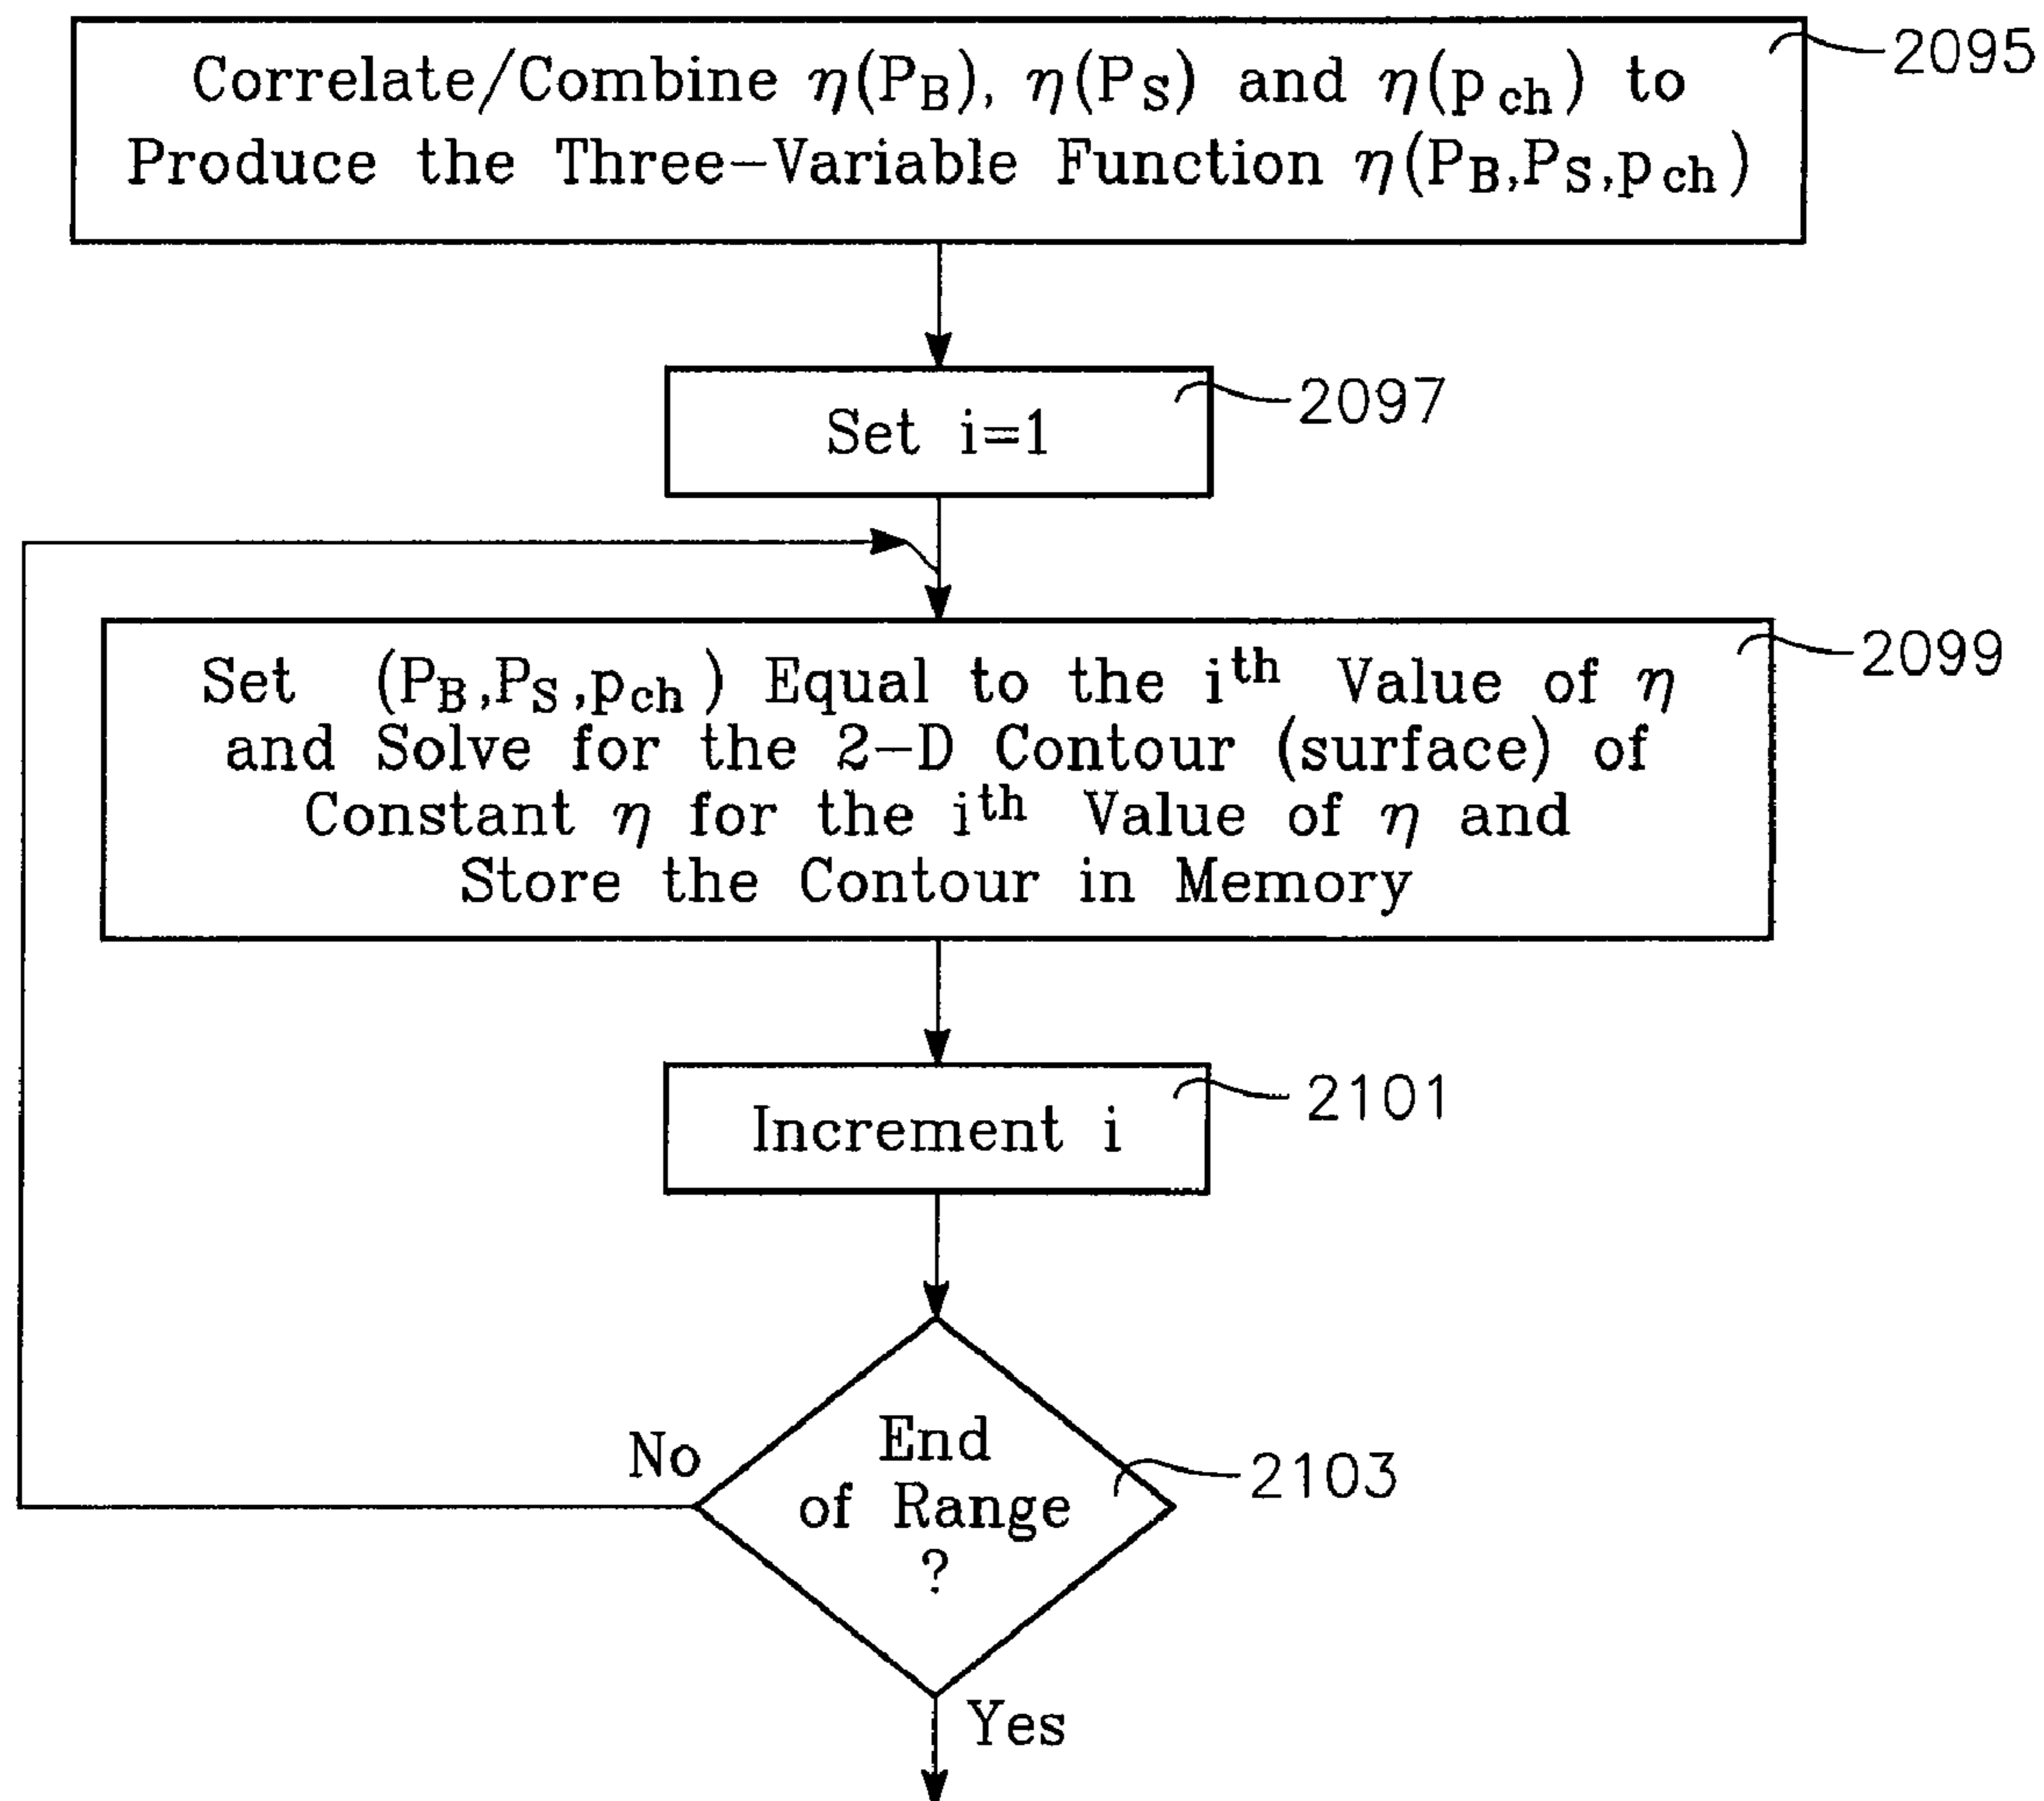 Correlate/Combine η(P_B), η(P_S) and η(p_ch) to
Produce the Three-Variable Function η(P_B,P_S,p_ch)
2095
Set i=1
2097
Set (P_B,P_S,p_ch) Equal to the i^th Value of η
and Solve for the 2-D Contour (surface) of
Constant η for the i^th Value of η and
Store the Contour in Memory
2099
Increment i
2101
End
of Range
?
2103
No
Yes